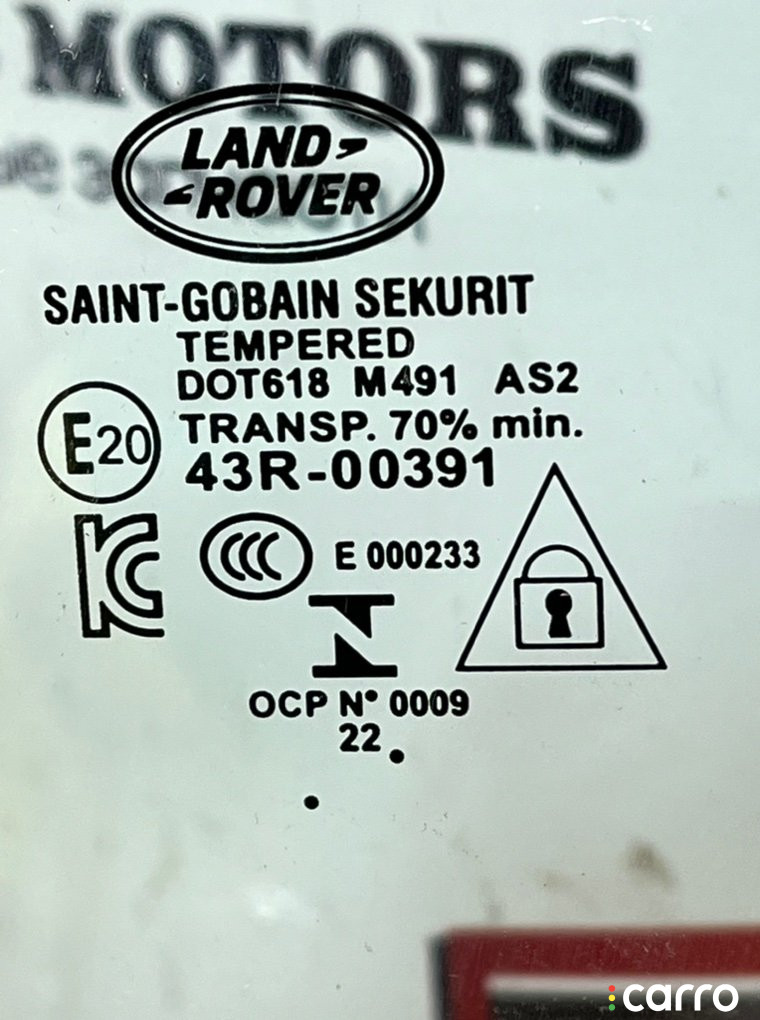 MOTORS
LAND
ROVER
SAINT-GOBAIN SEKURIT
TEMPERED
DOT618 M491 AS2
TRANSP. 70% min.
E20
43R-00391
E 000233
OCP N° 0009
22
carro